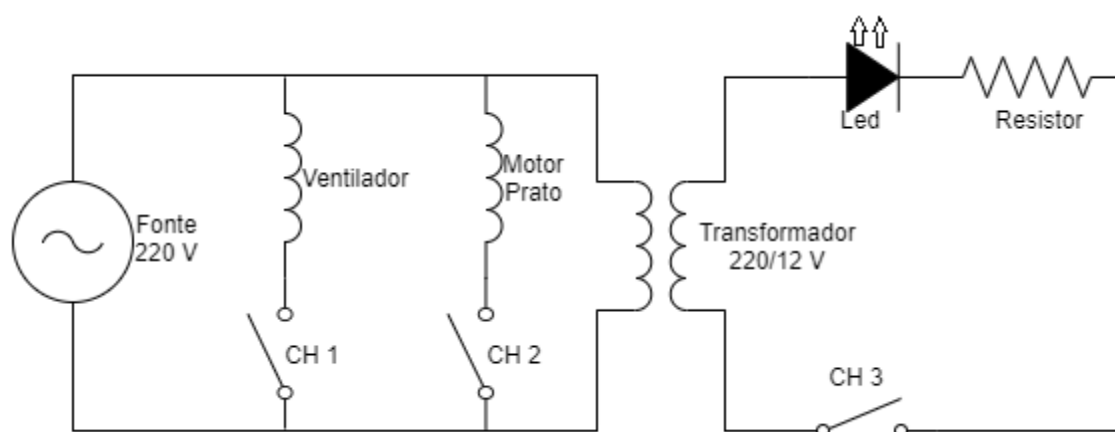 Led
Resistor
Ventilador
Motor
Prato
Fonte
220 V
Transformador
220/12 V
CH 1
CH 2
CH 3